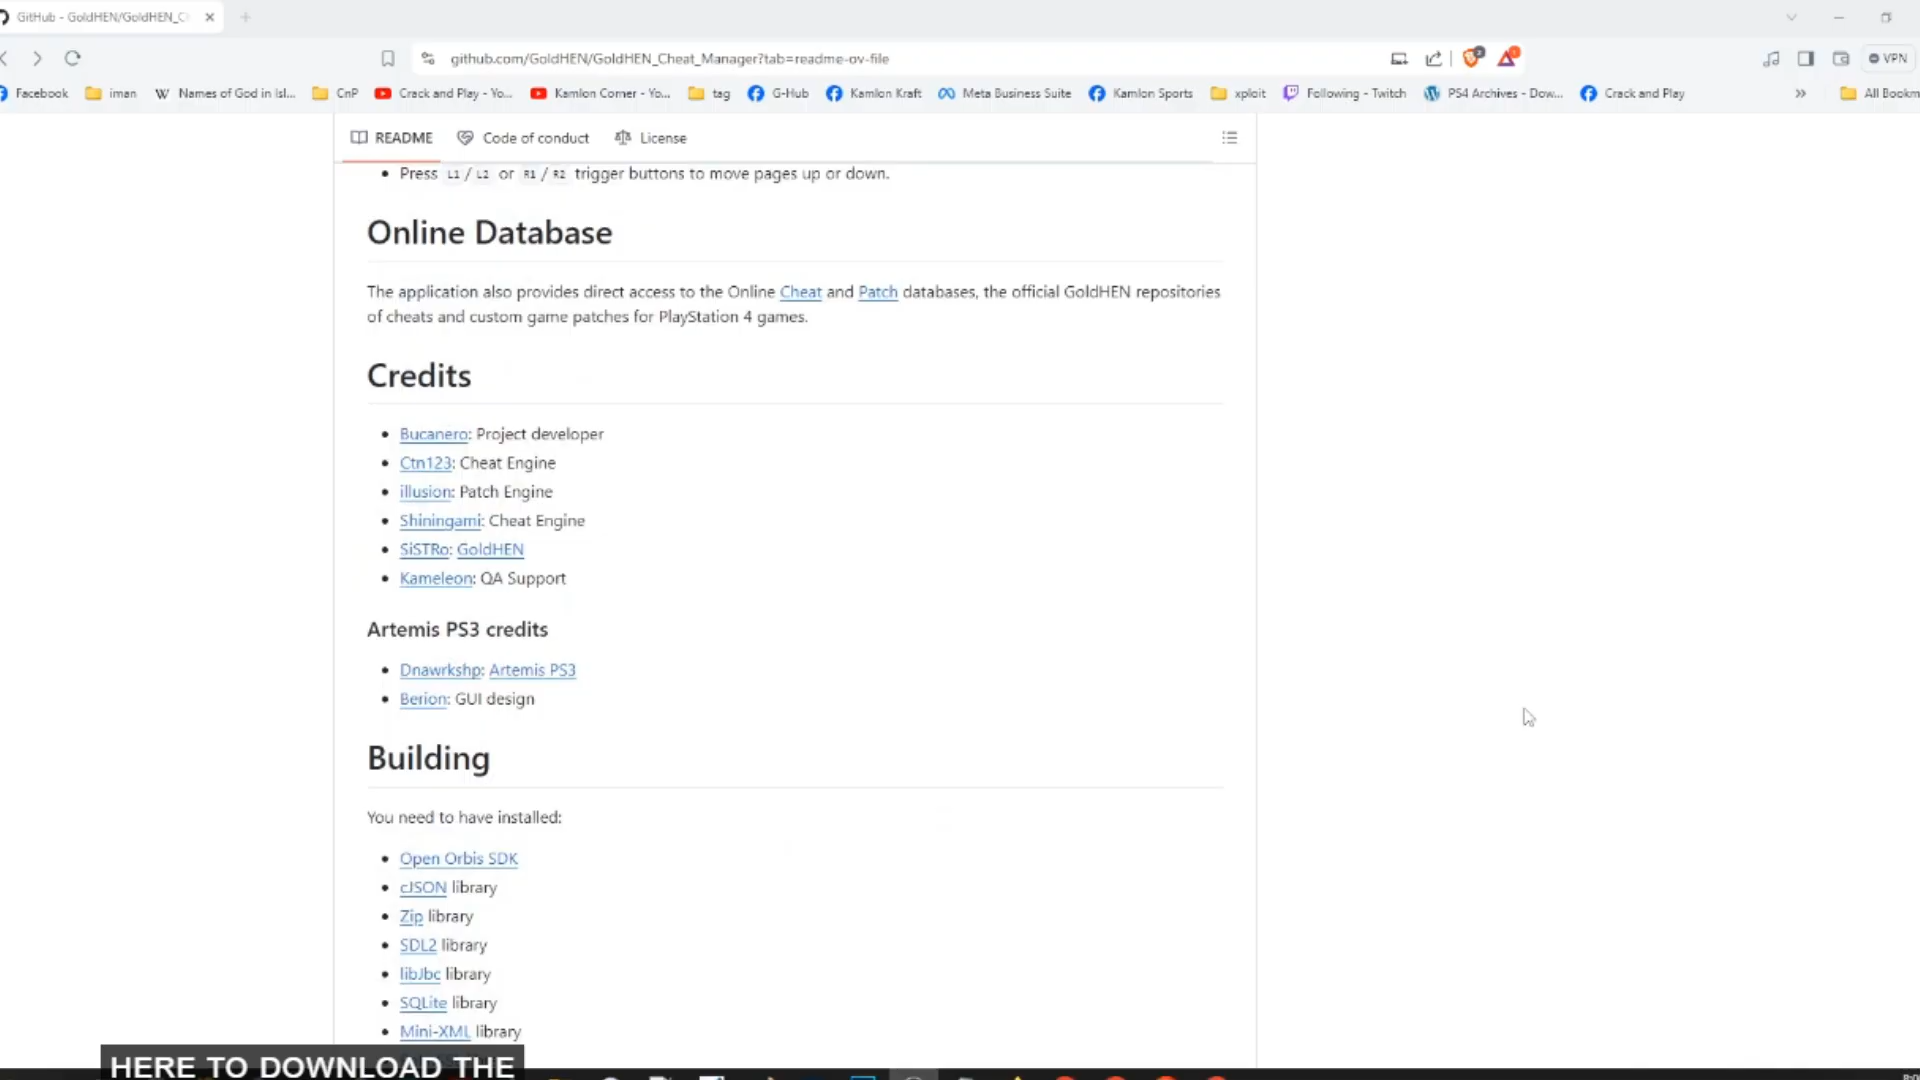 GitHub - GoldHEN/GoldHEN_C
github.com/GoldHEN/GoldHEN_Cheat_Manager?tab=readme-ov-file
VPN
Facebook iman Names of God in Isl... CnP Crack and Play - Yo... Kamlon Corner - Yo... tag G-Hub Kamlon Kraft Meta Business Suite Kamlon Sports xploit Following - Twitch PS4 Archives - Dow... Crack and Play » All Bookm
README Code of conduct License
• Press L1 / L2 or R1 / R2 trigger buttons to move pages up or down.
Online Database
The application also provides direct access to the Online Cheat and Patch databases, the official GoldHEN repositories
of cheats and custom game patches for PlayStation 4 games.
Credits
• Bucanero: Project developer
• Ctn123: Cheat Engine
• illusion: Patch Engine
• Shiningami: Cheat Engine
• SiSTRo: GoldHEN
• Kameleon: QA Support
Artemis PS3 credits
• Dnawrkshp: Artemis PS3
• Berion: GUI design
Building
You need to have installed:
• Open Orbis SDK
• cJSON library
• Zip library
• SDL2 library
• libJbc library
• SQLite library
• Mini-XML library
HERE TO DOWNLOAD THE